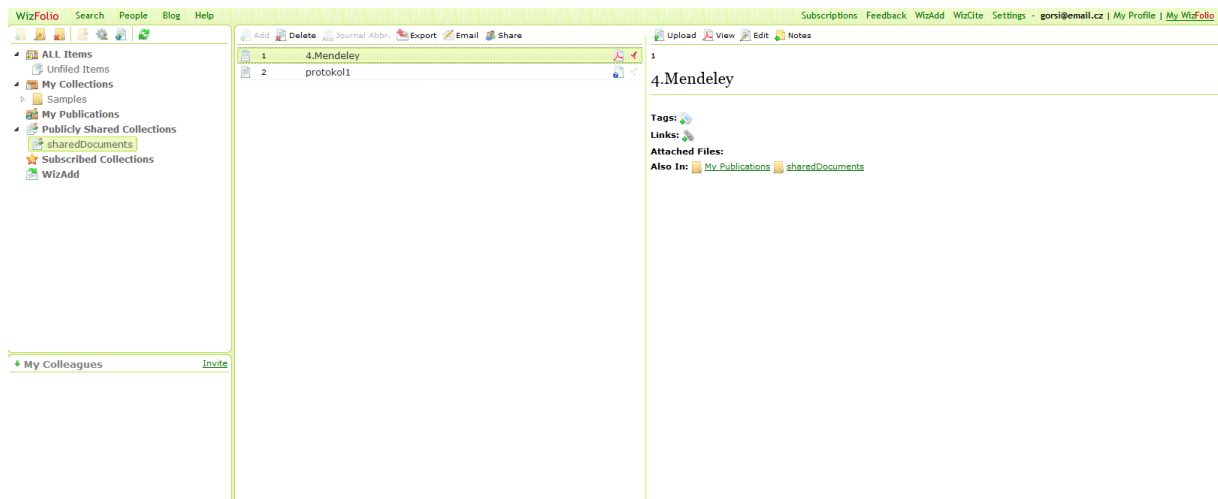 WizFolio Search People Blog Help Subscriptions Feedback WizAdd WizCite Settings - gorsi@email.cz | My Profile | My WizFolio
ALL Items
Unfiled Items
My Collections
Samples
My Publications
Publicly Shared Collections
sharedDocuments
Subscribed Collections
WizAdd
My Colleagues Invite
Add Delete Journal Abbr. Export Email Share
1 4.Mendeley
2 protokol1
Upload View Edit Notes
1
4.Mendeley
Tags:
Links:
Attached Files:
Also In: My Publications sharedDocuments